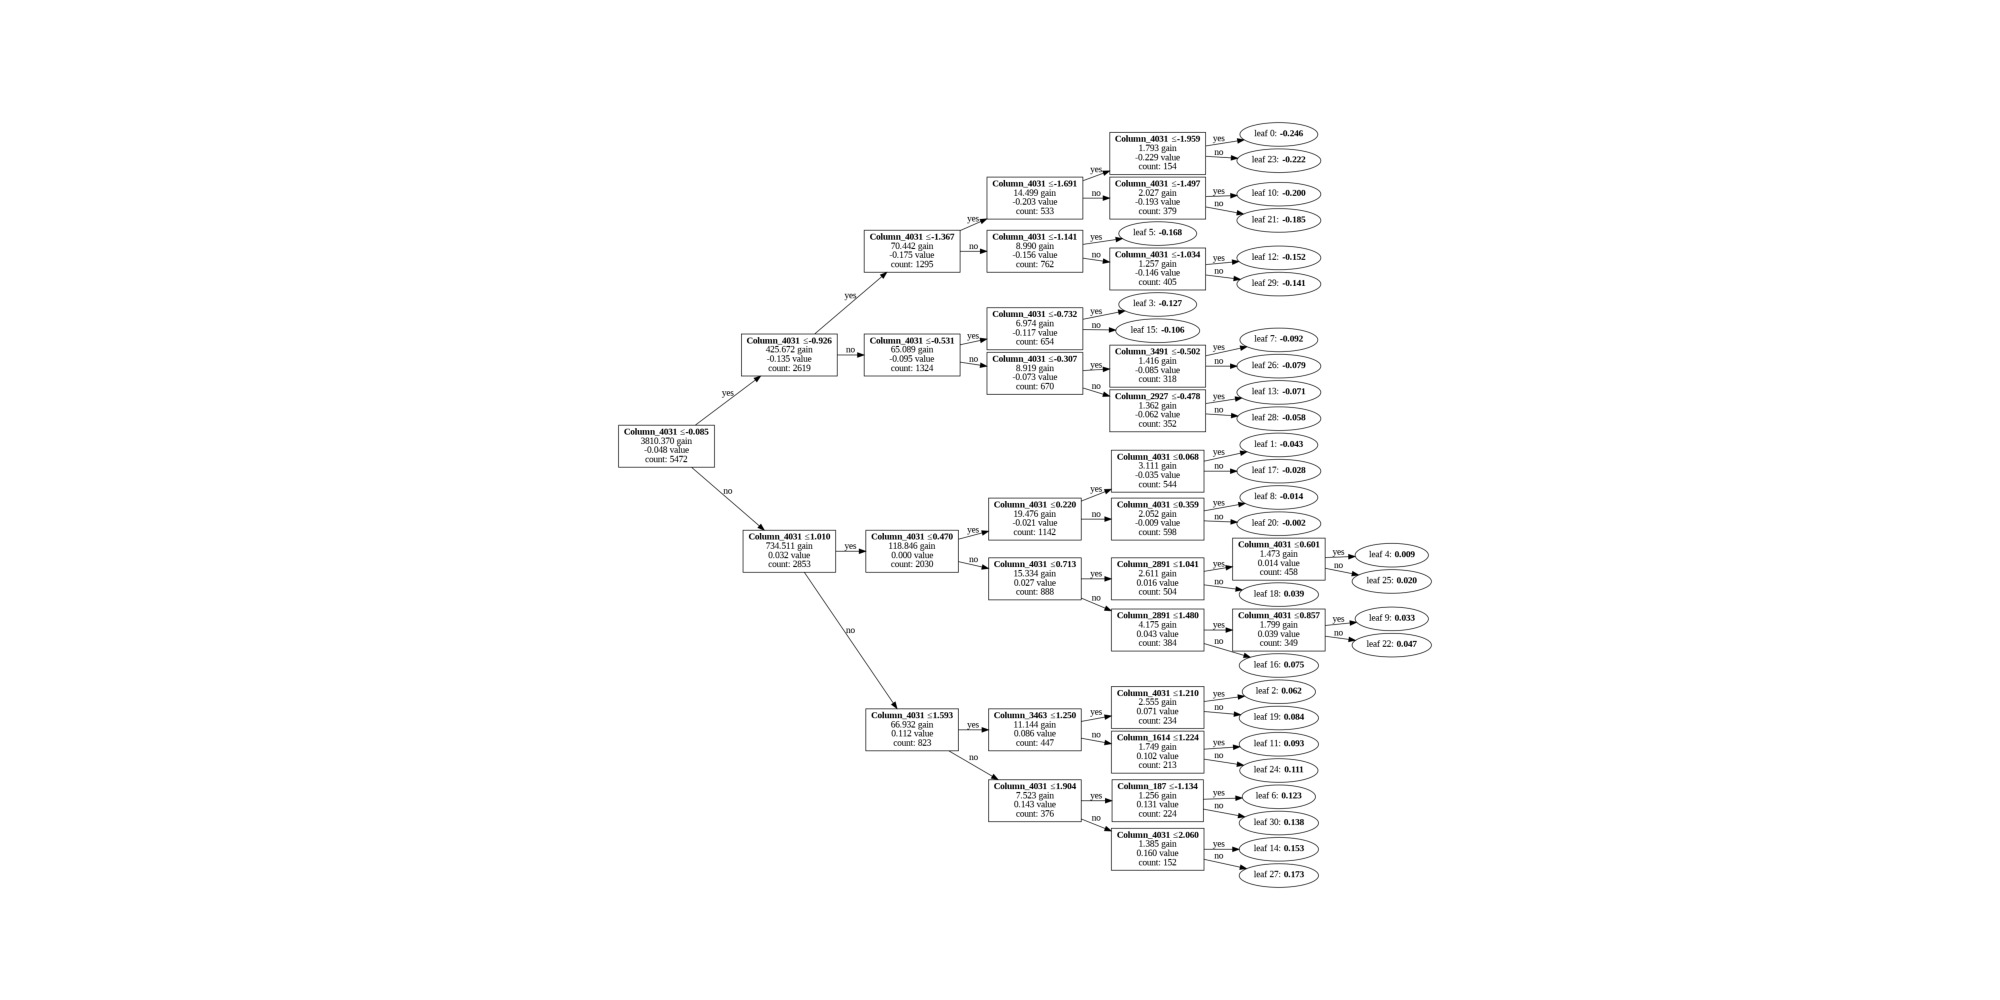 Column_4031 ≤-1.959
1.793 gain
-0.229 value
count: 154
yes
leaf 0: -0.246
no
leaf 23: -0.222
yes
Column_4031 ≤-1.691
14.499 gain
-0.203 value
count: 533
no
Column_4031 ≤-1.497
2.027 gain
-0.193 value
count: 379
yes
leaf 10: -0.200
no
leaf 21: -0.185
yes
Column_4031 ≤-1.367
70.442 gain
-0.175 value
count: 1295
no
Column_4031 ≤-1.141
8.990 gain
-0.156 value
count: 762
yes
leaf 5: -0.168
no
Column_4031 ≤-1.034
1.257 gain
-0.146 value
count: 405
yes
leaf 12: -0.152
no
leaf 29: -0.141
yes
Column_4031 ≤-0.926
425.672 gain
-0.135 value
count: 2619
no
Column_4031 ≤-0.531
65.089 gain
-0.095 value
count: 1324
yes
Column_4031 ≤-0.732
6.974 gain
-0.117 value
count: 654
yes
leaf 3: -0.127
no
leaf 15: -0.106
no
Column_4031 ≤-0.307
8.919 gain
-0.073 value
count: 670
yes
Column_3491 ≤-0.502
1.416 gain
-0.085 value
count: 318
yes
leaf 7: -0.092
no
leaf 26: -0.079
no
Column_2927 ≤-0.478
1.362 gain
-0.062 value
count: 352
yes
leaf 13: -0.071
no
leaf 28: -0.058
yes
Column_4031 ≤-0.085
3810.370 gain
-0.048 value
count: 5472
no
Column_4031 ≤1.010
734.511 gain
0.032 value
count: 2853
yes
Column_4031 ≤0.470
118.846 gain
0.000 value
count: 2030
yes
Column_4031 ≤0.220
19.476 gain
-0.021 value
count: 1142
yes
Column_4031 ≤0.068
3.111 gain
-0.035 value
count: 544
yes
leaf 1: -0.043
no
leaf 17: -0.028
no
Column_4031 ≤0.359
2.052 gain
-0.009 value
count: 598
yes
leaf 8: -0.014
no
leaf 20: -0.002
no
Column_4031 ≤0.713
15.334 gain
0.027 value
count: 888
yes
Column_2891 ≤1.041
2.611 gain
0.016 value
count: 504
yes
Column_4031 ≤0.601
1.473 gain
0.014 value
count: 458
yes
leaf 4: 0.009
no
leaf 25: 0.020
no
leaf 18: 0.039
no
Column_2891 ≤1.480
4.175 gain
0.043 value
count: 384
yes
Column_4031 ≤0.857
1.799 gain
0.039 value
count: 349
yes
leaf 9: 0.033
no
leaf 22: 0.047
no
leaf 16: 0.075
no
Column_4031 ≤1.593
66.932 gain
0.112 value
count: 823
yes
Column_3463 ≤1.250
11.144 gain
0.086 value
count: 447
yes
Column_4031 ≤1.210
2.555 gain
0.071 value
count: 234
yes
leaf 2: 0.062
no
leaf 19: 0.084
no
Column_1614 ≤1.224
1.749 gain
0.102 value
count: 213
yes
leaf 11: 0.093
no
leaf 24: 0.111
no
Column_4031 ≤1.904
7.523 gain
0.143 value
count: 376
yes
Column_187 ≤-1.134
1.256 gain
0.131 value
count: 224
yes
leaf 6: 0.123
no
leaf 30: 0.138
no
Column_4031 ≤2.060
1.385 gain
0.160 value
count: 152
yes
leaf 14: 0.153
no
leaf 27: 0.173